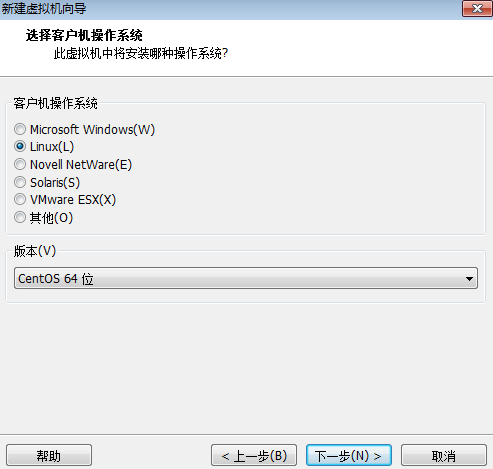 新建虚拟机向导
选择客户机操作系统
此虚拟机中将安装哪种操作系统?
客户机操作系统
Microsoft Windows(W)
Linux(L)
Novell NetWare(E)
Solaris(S)
VMware ESX(X)
其他(O)
版本(V)
CentOS 64 位
帮助
< 上一步(B)
下一步(N) >
取消